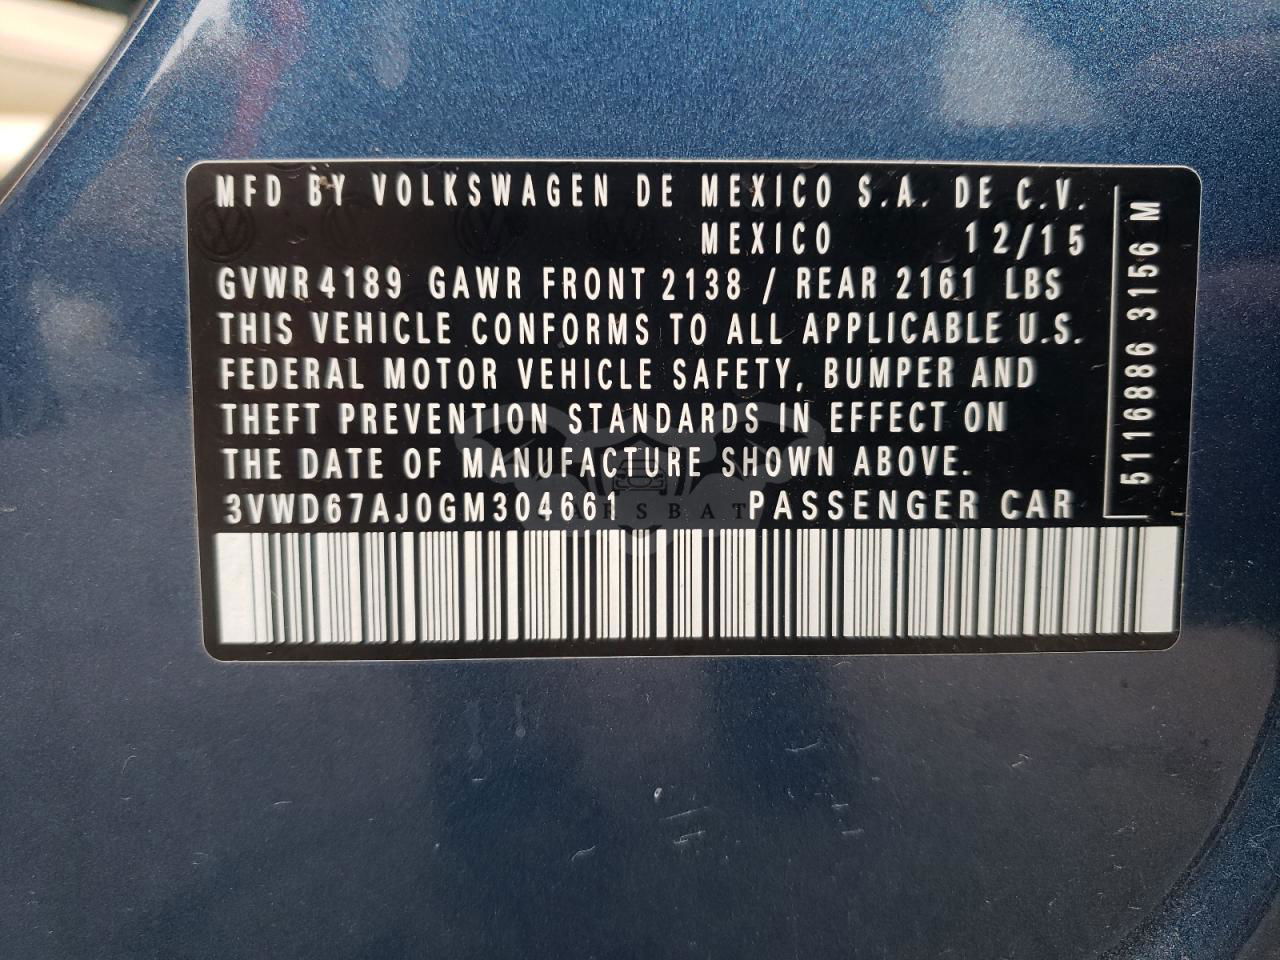 MFD BY VOLKSWAGEN DE MEXICO S.A. DE C.V.
MEXICO 12/15
GVWR 4189 GAWR FRONT 2138 / REAR 2161 LBS
THIS VEHICLE CONFORMS TO ALL APPLICABLE U.S.
FEDERAL MOTOR VEHICLE SAFETY, BUMPER AND
THEFT PREVENTION STANDARDS IN EFFECT ON
THE DATE OF MANUFACTURE SHOWN ABOVE.
3VWD67AJ0GM304661 PASSENGER CAR
5116886 3156 M
CARSBAT